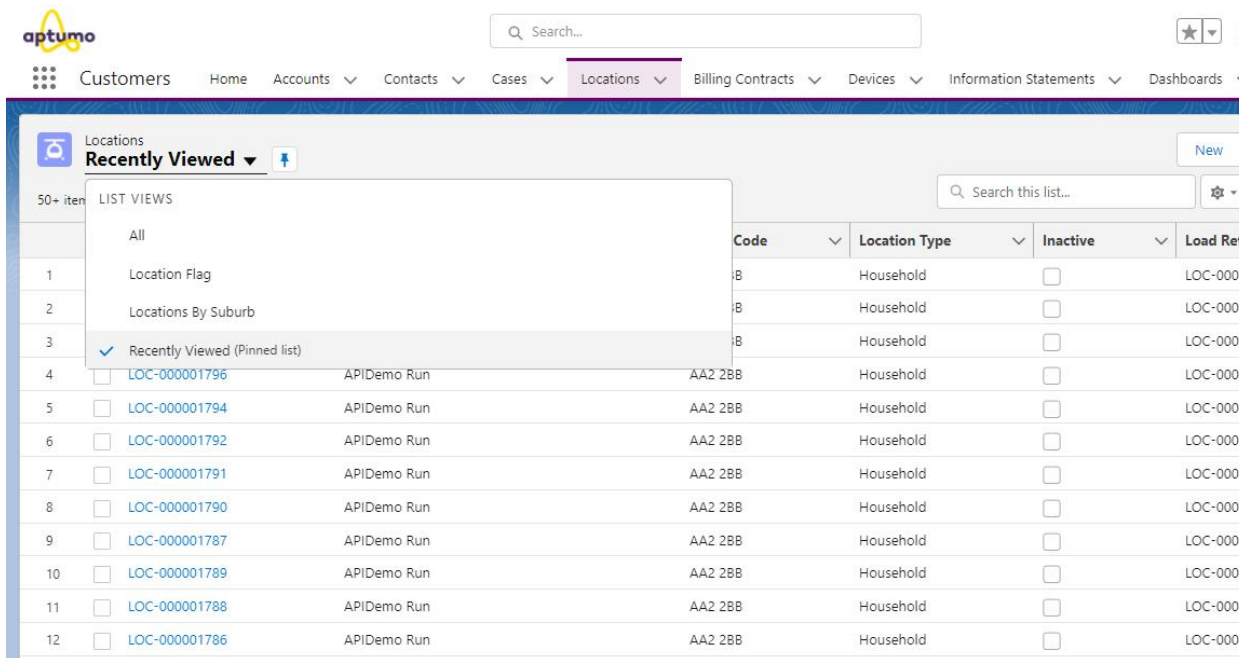 aptumo
Search...
Customers Home Accounts Contacts Cases Locations Billing Contracts Devices Information Statements Dashboards
Locations
Recently Viewed
New
50+ Search this list...
LIST VIEWS
All
Location Flag
Locations By Suburb
Recently Viewed (Pinned list)
Code Location Type Inactive Load
1 Household LOC-000
2 Household LOC-000
3 Household LOC-000
4 LOC-000001796 APIDemo Run AA2 2BB Household LOC-000
5 LOC-000001794 APIDemo Run AA2 2BB Household LOC-000
6 LOC-000001792 APIDemo Run AA2 2BB Household LOC-000
7 LOC-000001791 APIDemo Run AA2 2BB Household LOC-000
8 LOC-000001790 APIDemo Run AA2 2BB Household LOC-000
9 LOC-000001787 APIDemo Run AA2 2BB Household LOC-000
10 LOC-000001789 APIDemo Run AA2 2BB Household LOC-000
11 LOC-000001788 APIDemo Run AA2 2BB Household LOC-000
12 LOC-000001786 APIDemo Run AA2 2BB Household LOC-000